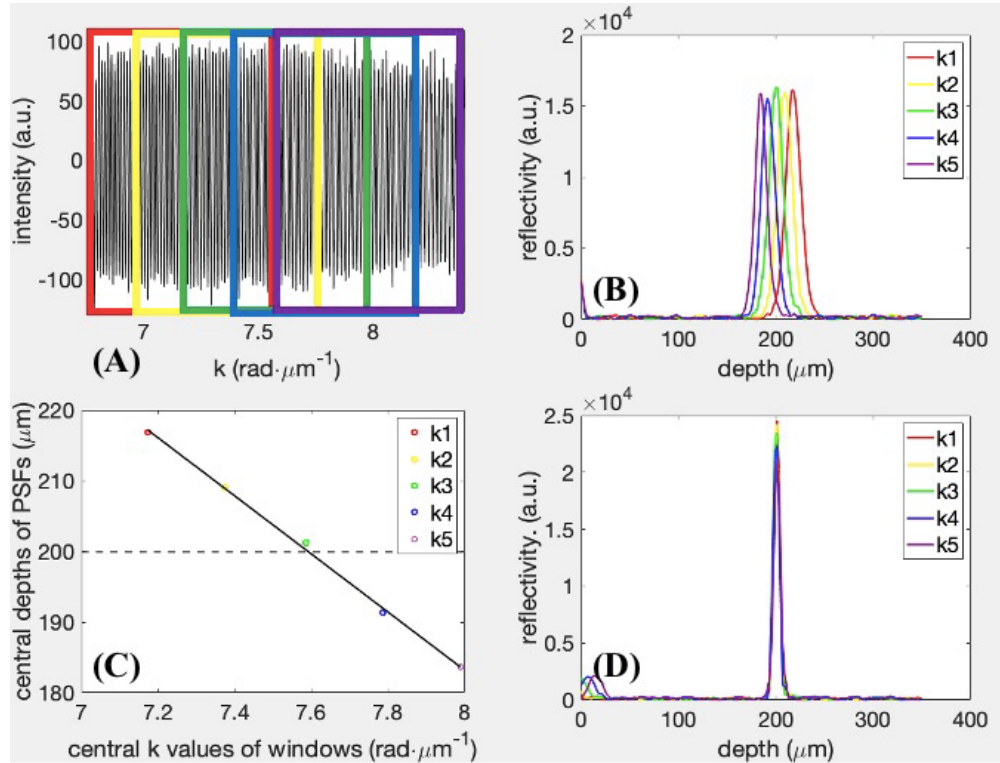 100
50
0
-50
-100
intensity (a.u.)
7
7.5
8
k (rad·μm⁻¹)
(A)
×10⁴
2
1.5
1
0.5
0
reflectivity (a.u.)
k1
k2
k3
k4
k5
0
100
200
300
400
depth (μm)
(B)
220
210
200
190
180
central depths of PSFs (μm)
k1
k2
k3
k4
k5
7
7.2
7.4
7.6
7.8
8
central k values of windows (rad·μm⁻¹)
(C)
×10⁴
2.5
2
1.5
1
0.5
0
reflectivity. (a.u.)
k1
k2
k3
k4
k5
0
100
200
300
400
depth (μm)
(D)